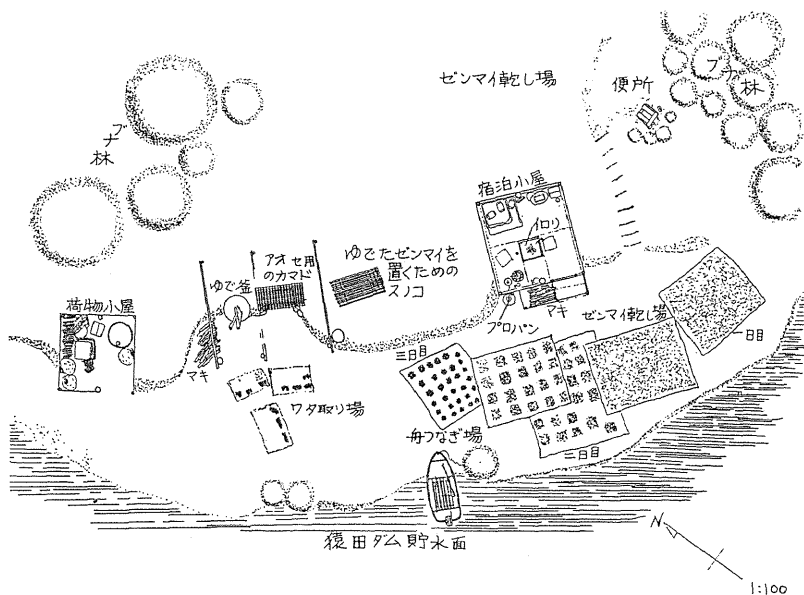 ゼンマイ乾し場
便所
ブナ林
ブナ林
宿泊小屋
イロリ
ゆでたゼンマイを
置くための
スノコ
アオセ用
のカマド
ゆで釜
荷物小屋
マキ
プロパン
マキ
ゼンマイ乾し場
一日目
三日目
ワタ取り場
舟つなぎ場
二日目
猿田ダム貯水面
N
1:100